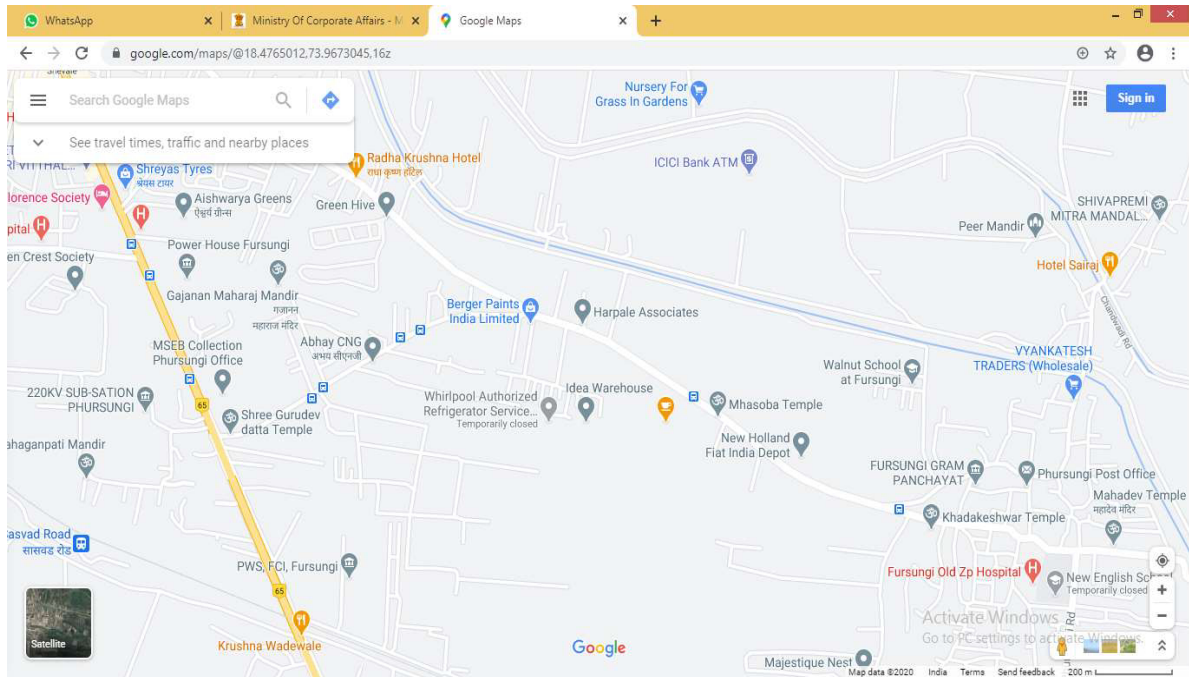 WhatsApp
Ministry Of Corporate Affairs - M
Google Maps
google.com/maps/@18.4765012,73.9673045,16z
Search Google Maps
Sign in
See travel times, traffic and nearby places
Nursery For
Grass In Gardens
ICICI Bank ATM
Radha Krushna Hotel
राधा कृष्ण हॉटेल
Shreyas Tyres
श्रेयस टायर
Aishwarya Greens
ऐश्वर्य ग्रीन्स
Green Hive
lorence Society
pital
H
H
Power House Fursungi
en Crest Society
Gajanan Maharaj Mandir
गजानन
महाराज मंदिर
SHIVAPREMI
MITRA MANDAL...
Peer Mandir
Hotel Sairaj
Chandwadi Rd
Berger Paints
India Limited
Harpale Associates
MSEB Collection
Phursungi Office
Abhay CNG
अभय सीएनजी
VYANKATESH
TRADERS (Wholesale)
Walnut School
at Fursungi
220KV SUB-SATION
PHURSUNGI
65
Shree Gurudev
datta Temple
Whirlpool Authorized
Refrigerator Service...
Temporarily closed
Idea Warehouse
Mhasoba Temple
New Holland
Fiat India Depot
ahaganpati Mandir
FURSUNGI GRAM
PANCHAYAT
Phursungi Post Office
Mahadev Temple
महादेव मंदिर
Khadakeshwar Temple
asvad Road
सासवड रोड
PWS, FCI, Fursungi
65
Fursungi Old Zp Hospital
H
New English School
Temporarily closed
Krushna Wadewale
Satellite
Google
Majestique Nest
Activate Windows
Go to PC settings to activate Windows.
Rd
Map data ©2020 India Terms Send feedback 200 m